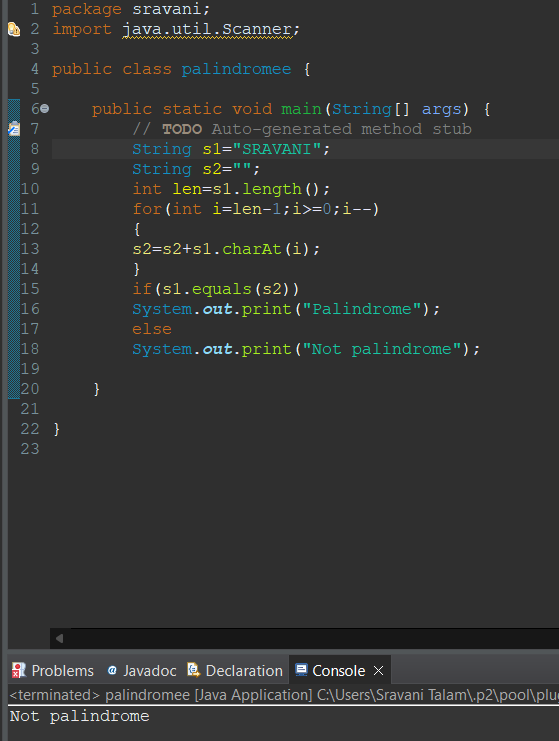 1 package sravani;
2 import java.util.Scanner;
3
4 public class palindromee {
5
6     public static void main(String[] args) {
7         // TODO Auto-generated method stub
8         String s1="SRAVANI";
9         String s2="";
10         int len=s1.length();
11         for(int i=len-1;i>=0;i--)
12         {
13         s2=s2+s1.charAt(i);
14         }
15         if(s1.equals(s2))
16         System.out.print("Palindrome");
17         else
18         System.out.print("Not palindrome");
19
20     }
21
22 }
23
Problems @ Javadoc Declaration Console
<terminated> palindromee [Java Application] C:\Users\Sravani Talam\.p2\pool\plu
Not palindrome